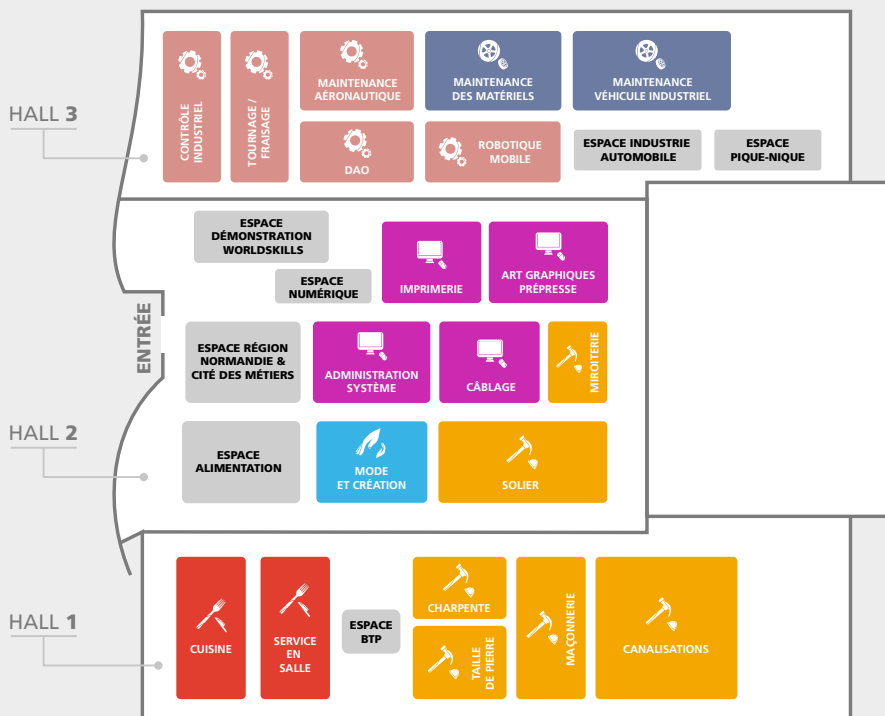 HALL 3
CONTRÔLE
INDUSTRIEL
TOURNAGE /
FRAISAGE
MAINTENANCE
AÉRONAUTIQUE
MAINTENANCE
DES MATÉRIELS
MAINTENANCE
VÉHICULE INDUSTRIEL
DAO
ROBOTIQUE
MOBILE
ESPACE INDUSTRIE
AUTOMOBILE
ESPACE
PIQUE-NIQUE
ENTRÉE
HALL 2
ESPACE
DÉMONSTRATION
WORLDSKILLS
ESPACE
NUMÉRIQUE
IMPRIMERIE
ART GRAPHIQUES
PRÉPRESSE
ESPACE RÉGION
NORMANDIE &
CITÉ DES MÉTIERS
ADMINISTRATION
SYSTÈME
CÂBLAGE
MIROITERIE
ESPACE
ALIMENTATION
MODE
ET CRÉATION
SOLIER
HALL 1
CUISINE
SERVICE
EN
SALLE
ESPACE
BTP
CHARPENTE
TAILLE
DE PIERRE
MAÇONNERIE
CANALISATIONS